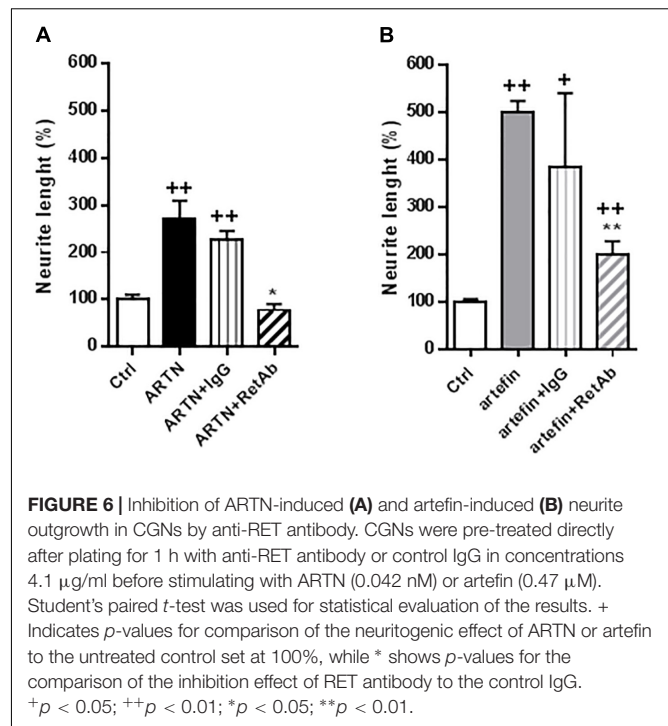 A
B
600
500
400
300
200
100
0
Neurite lenght (%)
++
++
*
Ctrl
ARTN
ARTN+IgG
ARTN+RetAb
600
500
400
300
200
100
0
Neurite lenght (%)
++
+
++
**
Ctrl
artefin
artefin+IgG
artefin+RetAb
FIGURE 6 | Inhibition of ARTN-induced (A) and artefin-induced (B) neurite
outgrowth in CGNs by anti-RET antibody. CGNs were pre-treated directly
after plating for 1 h with anti-RET antibody or control IgG in concentrations
4.1 μg/ml before stimulating with ARTN (0.042 nM) or artefin (0.47 μM).
Student's paired t-test was used for statistical evaluation of the results. +
Indicates p-values for comparison of the neuritogenic effect of ARTN or artefin
to the untreated control set at 100%, while * shows p-values for the
comparison of the inhibition effect of RET antibody to the control IgG.
+p < 0.05; ++p < 0.01; *p < 0.05; **p < 0.01.